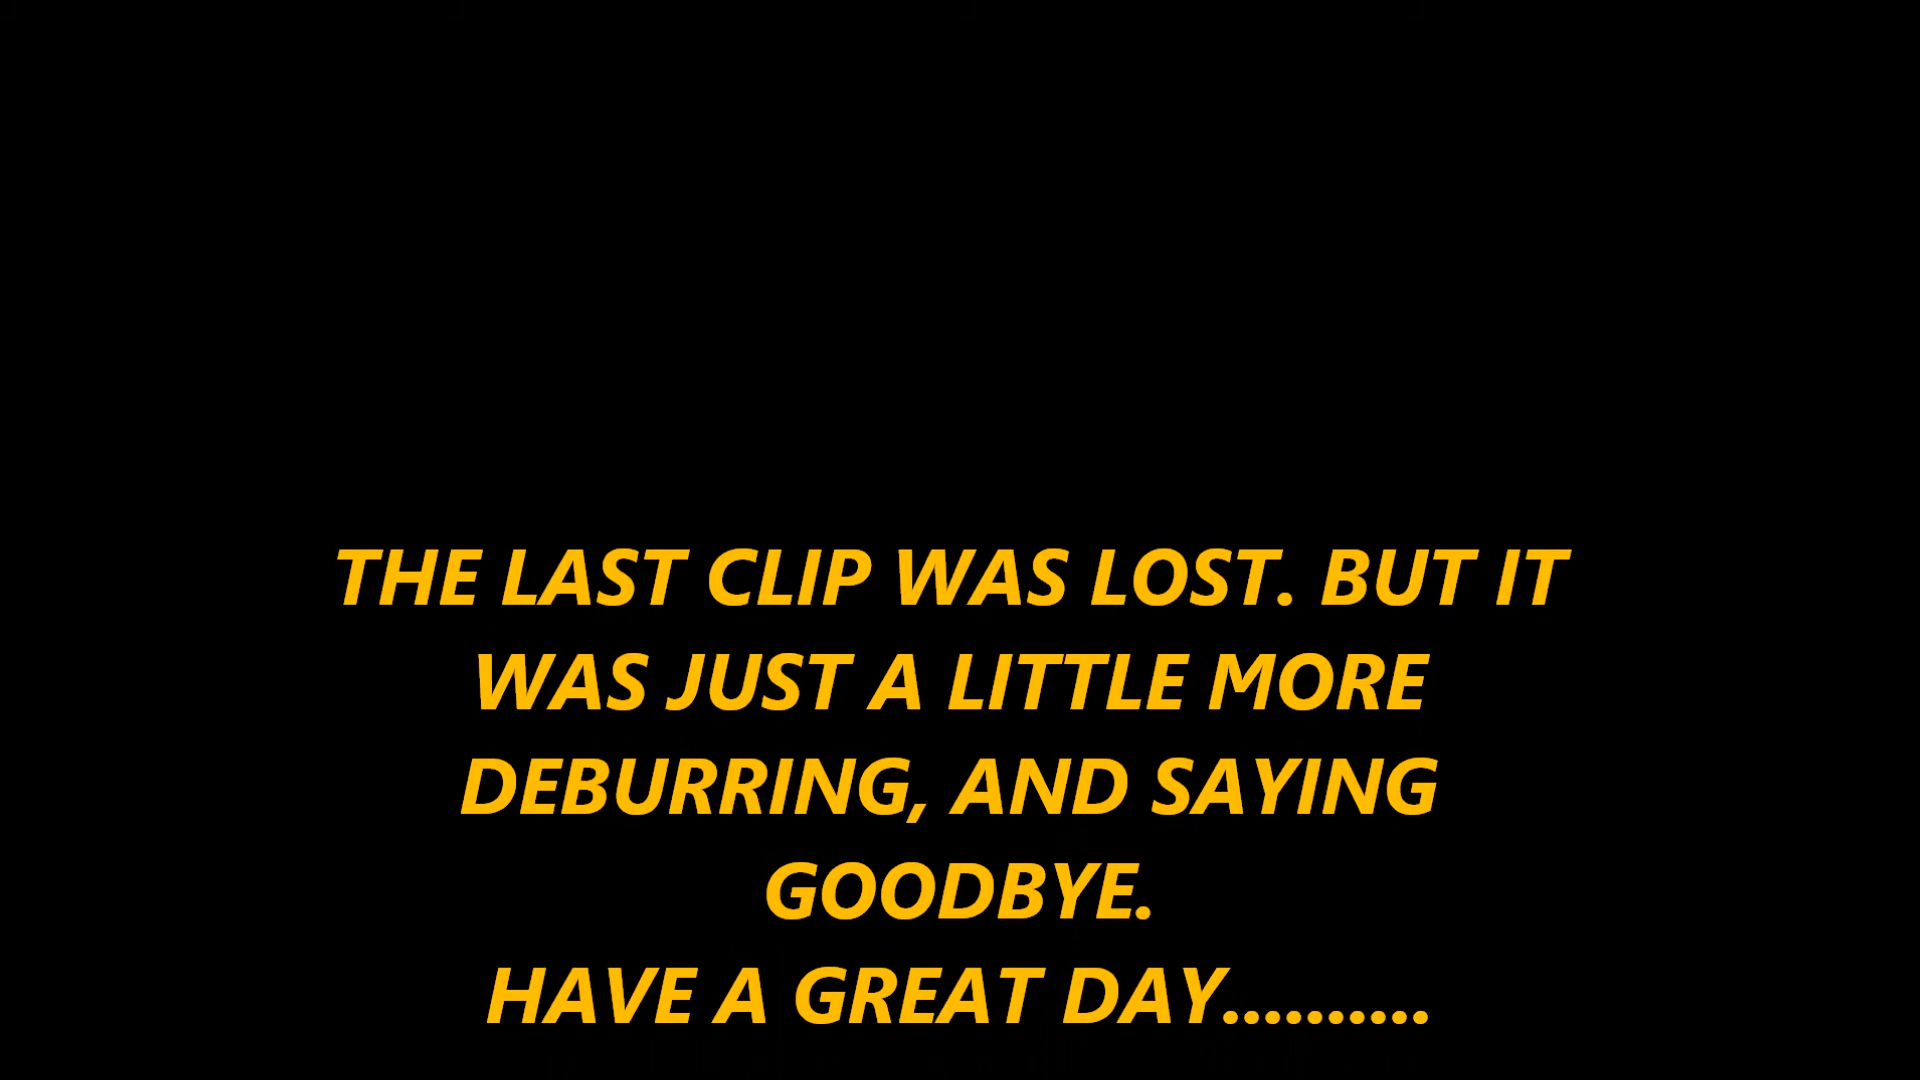 THE LAST CLIP WAS LOST. BUT IT
WAS JUST A LITTLE MORE
DEBURRING, AND SAYING
GOODBYE.
HAVE A GREAT DAY..........